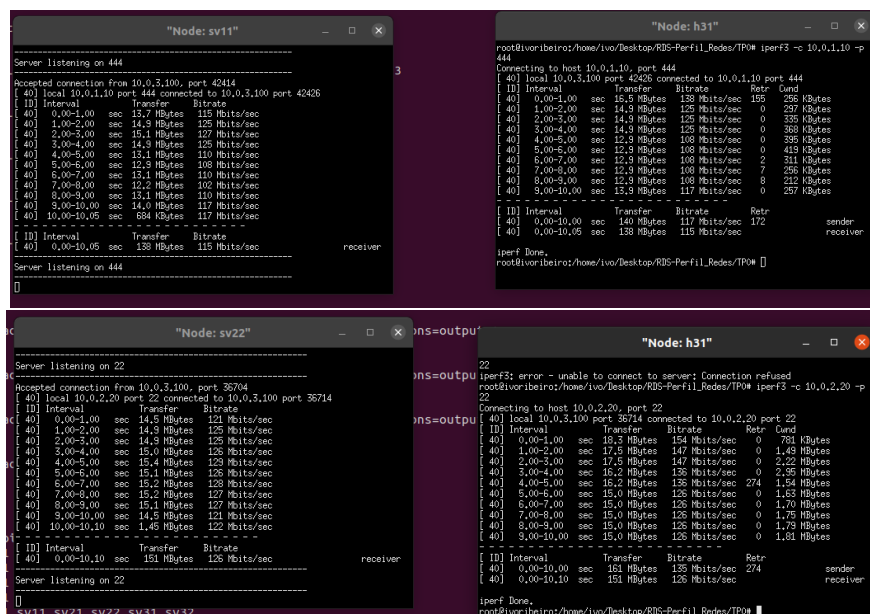 "Node: sv11"
-----------------------------------------------------------
Server listening on 444
-----------------------------------------------------------
Accepted connection from 10.0.3.100, port 42414
[ 40] local 10.0.1.10 port 444 connected to 10.0.3.100 port 42426
[ ID] Interval Transfer Bitrate
[ 40] 0.00-1.00 sec 13.7 MBytes 115 Mbits/sec
[ 40] 1.00-2.00 sec 14.9 MBytes 125 Mbits/sec
[ 40] 2.00-3.00 sec 15.1 MBytes 127 Mbits/sec
[ 40] 3.00-4.00 sec 14.9 MBytes 125 Mbits/sec
[ 40] 4.00-5.00 sec 13.1 MBytes 110 Mbits/sec
[ 40] 5.00-6.00 sec 12.9 MBytes 108 Mbits/sec
[ 40] 6.00-7.00 sec 13.1 MBytes 110 Mbits/sec
[ 40] 7.00-8.00 sec 12.2 MBytes 102 Mbits/sec
[ 40] 8.00-9.00 sec 13.1 MBytes 110 Mbits/sec
[ 40] 9.00-10.00 sec 14.0 MBytes 117 Mbits/sec
[ 40] 10.00-10.05 sec 684 KBytes 117 Mbits/sec
- - - - - - - - - - - - - - - - - - - - - - - - -
[ ID] Interval Transfer Bitrate
[ 40] 0.00-10.05 sec 138 MBytes 115 Mbits/sec receiver
-----------------------------------------------------------
Server listening on 444
-----------------------------------------------------------
3
"Node: h31"
root@ivoribeiro:/home/ivo/Desktop/RDS-Perfil_Redes/TP0# iperf3 -c 10.0.1.10 -p
444
Connecting to host 10.0.1.10, port 444
[ 40] local 10.0.3.100 port 42426 connected to 10.0.1.10 port 444
[ ID] Interval Transfer Bitrate Retr Cwnd
[ 40] 0.00-1.00 sec 16.5 MBytes 138 Mbits/sec 155 256 KBytes
[ 40] 1.00-2.00 sec 14.9 MBytes 125 Mbits/sec 0 297 KBytes
[ 40] 2.00-3.00 sec 14.9 MBytes 125 Mbits/sec 0 335 KBytes
[ 40] 3.00-4.00 sec 14.9 MBytes 125 Mbits/sec 0 368 KBytes
[ 40] 4.00-5.00 sec 12.9 MBytes 108 Mbits/sec 0 395 KBytes
[ 40] 5.00-6.00 sec 12.9 MBytes 108 Mbits/sec 0 419 KBytes
[ 40] 6.00-7.00 sec 12.9 MBytes 108 Mbits/sec 2 311 KBytes
[ 40] 7.00-8.00 sec 12.9 MBytes 108 Mbits/sec 7 256 KBytes
[ 40] 8.00-9.00 sec 12.9 MBytes 108 Mbits/sec 8 212 KBytes
[ 40] 9.00-10.00 sec 13.9 MBytes 117 Mbits/sec 0 257 KBytes
- - - - - - - - - - - - - - - - - - - - - - - - -
[ ID] Interval Transfer Bitrate Retr
[ 40] 0.00-10.00 sec 140 MBytes 117 Mbits/sec 172 sender
[ 40] 0.00-10.05 sec 138 MBytes 115 Mbits/sec receiver
iperf Done.
root@ivoribeiro:/home/ivo/Desktop/RDS-Perfil_Redes/TP0#
"Node: sv22"
-----------------------------------------------------------
Server listening on 22
-----------------------------------------------------------
Accepted connection from 10.0.3.100, port 36704
[ 40] local 10.0.2.20 port 22 connected to 10.0.3.100 port 36714
[ ID] Interval Transfer Bitrate
[ 40] 0.00-1.00 sec 14.5 MBytes 121 Mbits/sec
[ 40] 1.00-2.00 sec 14.9 MBytes 125 Mbits/sec
[ 40] 2.00-3.00 sec 14.9 MBytes 125 Mbits/sec
[ 40] 3.00-4.00 sec 15.0 MBytes 126 Mbits/sec
[ 40] 4.00-5.00 sec 15.4 MBytes 129 Mbits/sec
[ 40] 5.00-6.00 sec 15.1 MBytes 126 Mbits/sec
[ 40] 6.00-7.00 sec 15.2 MBytes 128 Mbits/sec
[ 40] 7.00-8.00 sec 15.2 MBytes 127 Mbits/sec
[ 40] 8.00-9.00 sec 15.1 MBytes 127 Mbits/sec
[ 40] 9.00-10.00 sec 14.5 MBytes 121 Mbits/sec
[ 40] 10.00-10.10 sec 1.45 MBytes 122 Mbits/sec
- - - - - - - - - - - - - - - - - - - - - - - - -
[ ID] Interval Transfer Bitrate
[ 40] 0.00-10.10 sec 151 MBytes 126 Mbits/sec receiver
-----------------------------------------------------------
Server listening on 22
-----------------------------------------------------------
sv11 sv21 sv22 sv31 sv32
ons=outpu
ons=outpu
ons=outpu
"Node: h31"
22
iperf3: error - unable to connect to server: Connection refused
root@ivoribeiro:/home/ivo/Desktop/RDS-Perfil_Redes/TP0# iperf3 -c 10.0.2.20 -p
22
Connecting to host 10.0.2.20, port 22
[ 40] local 10.0.3.100 port 36714 connected to 10.0.2.20 port 22
[ ID] Interval Transfer Bitrate Retr Cwnd
[ 40] 0.00-1.00 sec 18.3 MBytes 154 Mbits/sec 0 781 KBytes
[ 40] 1.00-2.00 sec 17.5 MBytes 147 Mbits/sec 0 1.49 MBytes
[ 40] 2.00-3.00 sec 17.5 MBytes 147 Mbits/sec 0 2.22 MBytes
[ 40] 3.00-4.00 sec 16.2 MBytes 136 Mbits/sec 0 2.95 MBytes
[ 40] 4.00-5.00 sec 16.2 MBytes 136 Mbits/sec 274 1.54 MBytes
[ 40] 5.00-6.00 sec 15.0 MBytes 126 Mbits/sec 0 1.63 MBytes
[ 40] 6.00-7.00 sec 15.0 MBytes 126 Mbits/sec 0 1.70 MBytes
[ 40] 7.00-8.00 sec 15.0 MBytes 126 Mbits/sec 0 1.75 MBytes
[ 40] 8.00-9.00 sec 15.0 MBytes 126 Mbits/sec 0 1.79 MBytes
[ 40] 9.00-10.00 sec 15.0 MBytes 126 Mbits/sec 0 1.81 MBytes
- - - - - - - - - - - - - - - - - - - - - - - - -
[ ID] Interval Transfer Bitrate Retr
[ 40] 0.00-10.00 sec 161 MBytes 135 Mbits/sec 274 sender
[ 40] 0.00-10.10 sec 151 MBytes 126 Mbits/sec receiver
iperf Done.
root@ivoribeiro:/home/ivo/Desktop/RDS-Perfil_Redes/TP0#